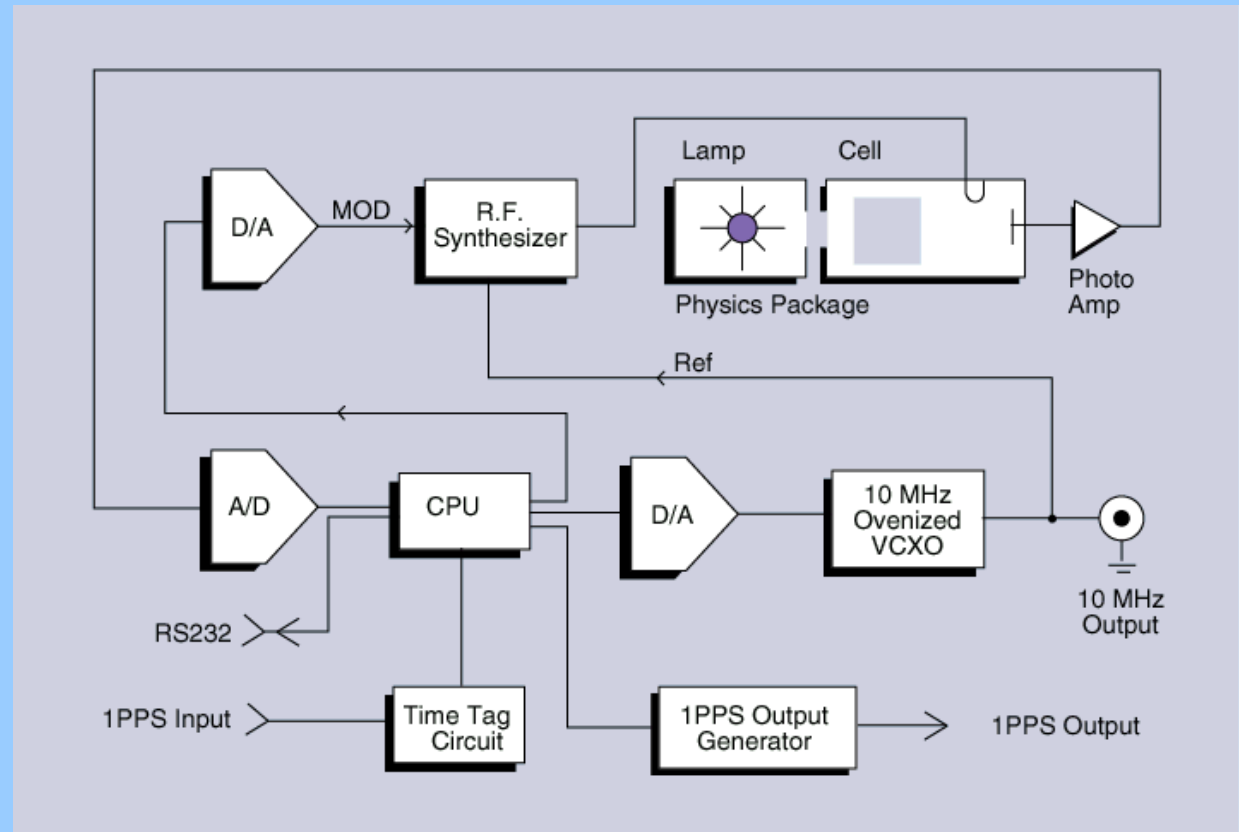 Lamp
Cell
D/A
MOD
R.F.
Synthesizer
Physics Package
Photo
Amp
Ref
A/D
CPU
D/A
10 MHz
Ovenized
VCXO
10 MHz
Output
RS232
1PPS Input
Time Tag
Circuit
1PPS Output
Generator
1PPS Output